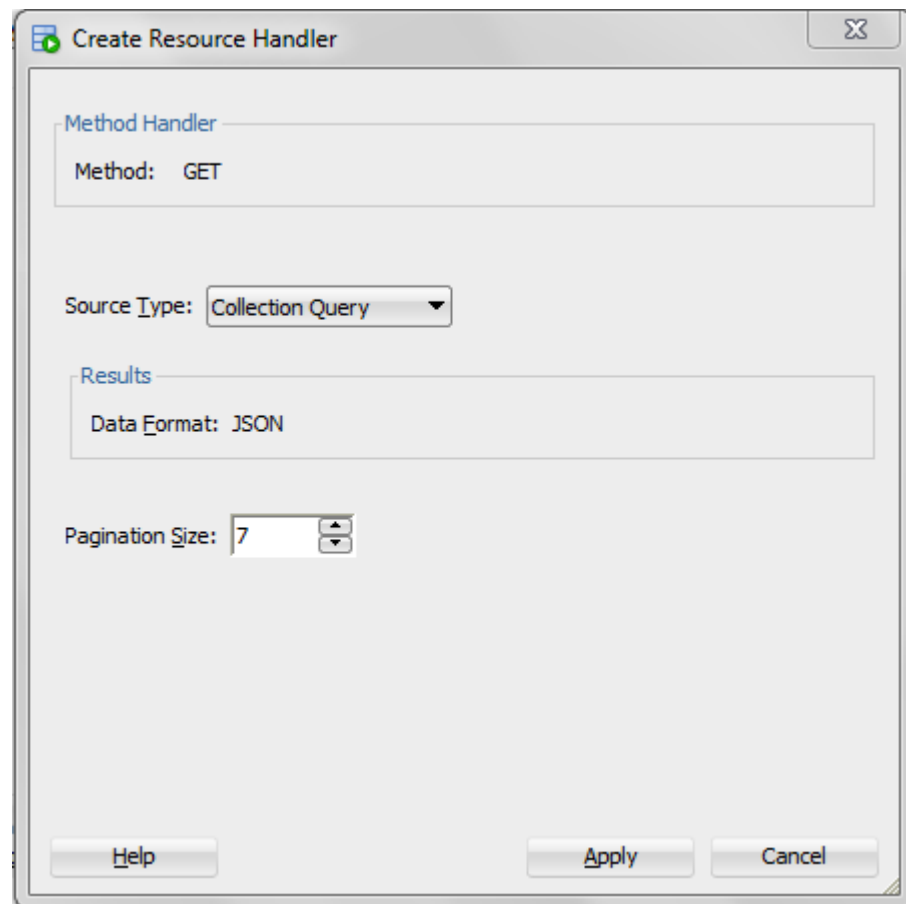 Create Resource Handler
Method Handler
Method: GET
Source Type: Collection Query
Results
Data Format: JSON
Pagination Size: 7
Help Apply Cancel